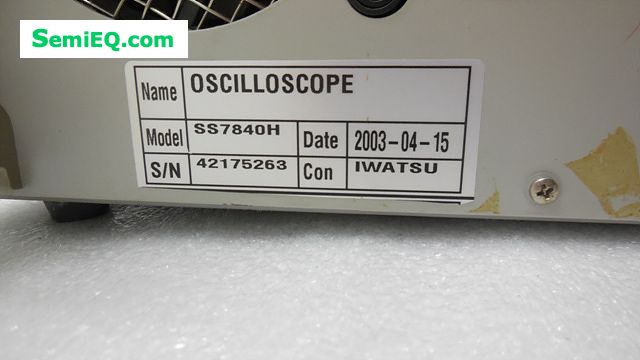 SemiEQ.com
Name OSCILLOSCOPE
Model SS7840H Date 2003-04-15
S/N 42175263 Con IWATSU